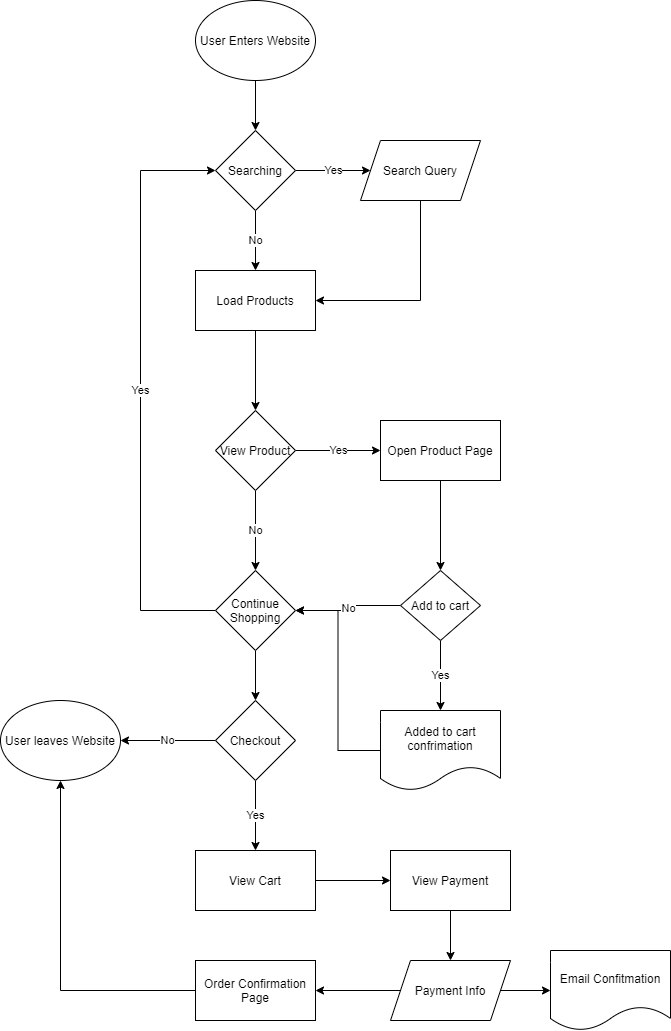 User Enters Website
Searching
Yes
Search Query
No
Load Products
Yes
View Product
Yes
Open Product Page
No
Continue
Shopping
No
Add to cart
Yes
Added to cart
confrimation
User leaves Website
No
Checkout
Yes
View Cart
View Payment
Order Confirmation
Page
Payment Info
Email Confitmation